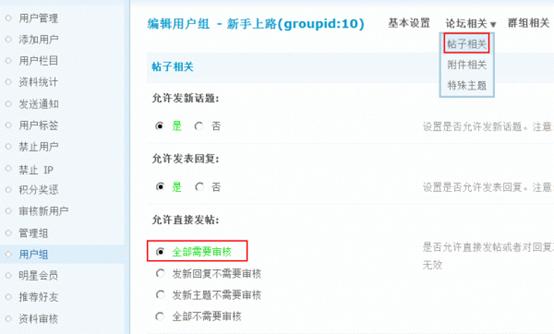 用户管理
添加用户
用户栏目
资料统计
发送通知
用户标签
禁止用户
禁止 IP
积分奖惩
审核新用户
管理组
用户组
明星会员
推荐好友
资料审核
编辑用户组 - 新手上路(groupid:10)
基本设置 论坛相关▼ 群组相关
帖子相关
附件相关
特殊主题
帖子相关
允许发新话题:
是 否
设置是否允许发新话题。注意
允许发表回复:
是 否
设置是否允许发表回复。注意
允许直接发帖:
全部需要审核
发新回复不需要审核
发新主题不需要审核
全部不需审核
是否允许直接发帖或者对回复
无效